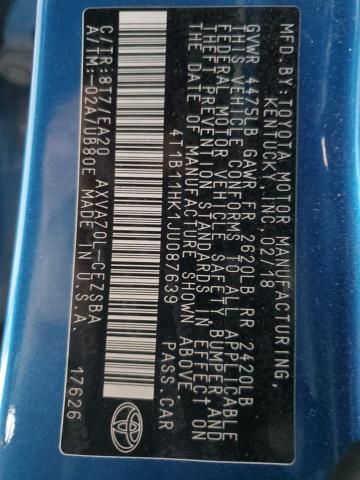 MFD. BY: TOYOTA MOTOR MANUFACTURING,
KENTUCKY, INC. 02/18
GVWR 4475LB GAWR FR 2620LB RR 2420LB
THIS VEHICLE CONFORMS TO ALL APPLICABLE
FEDERAL MOTOR VEHICLE SAFETY, BUMPER AND
THEFT PREVENTION STANDARDS IN EFFECT ON
THE DATE OF MANUFACTURE SHOWN ABOVE.
4T1B11HK1JU087639 PASS. CAR
C/TR:8T7/EA20 AXVA70L-CEZSBA
A/TM:-02A/UB80E MADE IN U.S.A. 17626
TOYOTA